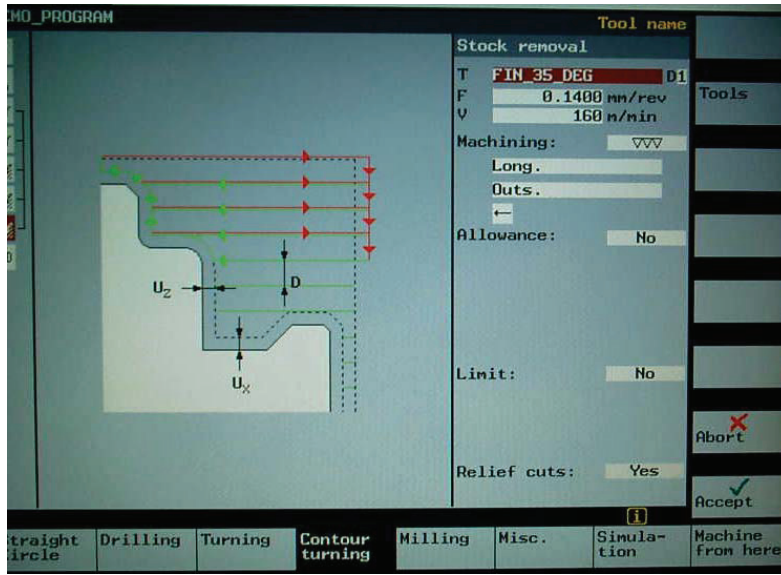 MO_PROGRAM
Tool name
Stock removal
T FIN_35_DEG D1
F 0.1400 mm/rev
V 160 m/min
Machining: ▽▽▽
Long.
Outs.
←
Allowance: No
Limit: No
Relief cuts: Yes
Tools
Abort
Accept
D
Uz
Ux
i
traight
ircle
Drilling
Turning
Contour
turning
Milling
Misc.
Simula-
tion
Machine
from here